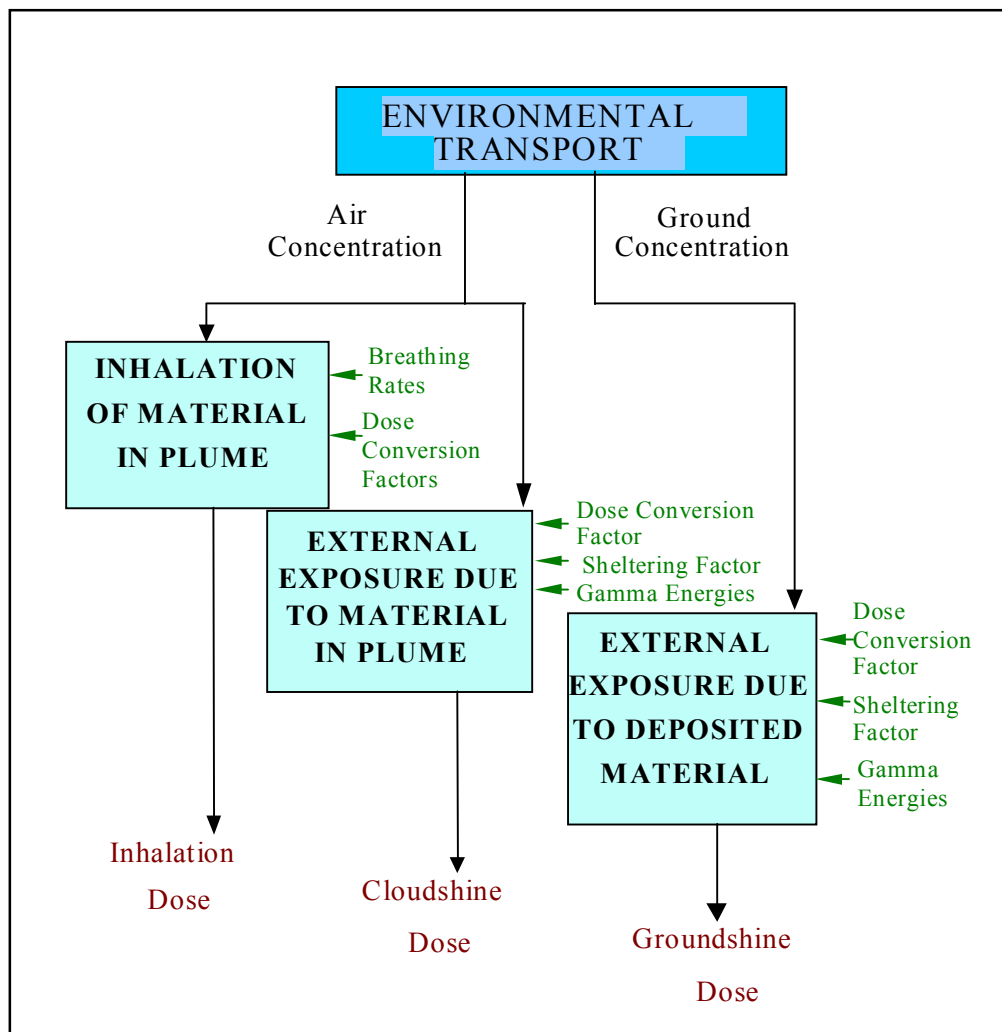 ENVIRONMENTAL
TRANSPORT
Air
Concentration
Ground
Concentration
INHALATION
OF MATERIAL
IN PLUME
Breathing
Rates
Dose
Conversion
Factors
EXTERNAL
EXPOSURE DUE
TO MATERIAL
IN PLUME
Dose Conversion
Factor
Sheltering Factor
Gamma Energies
EXTERNAL
EXPOSURE DUE
TO DEPOSITED
MATERIAL
Dose
Conversion
Factor
Sheltering
Factor
Gamma
Energies
Inhalation
Dose
Cloudshine
Dose
Groundshine
Dose